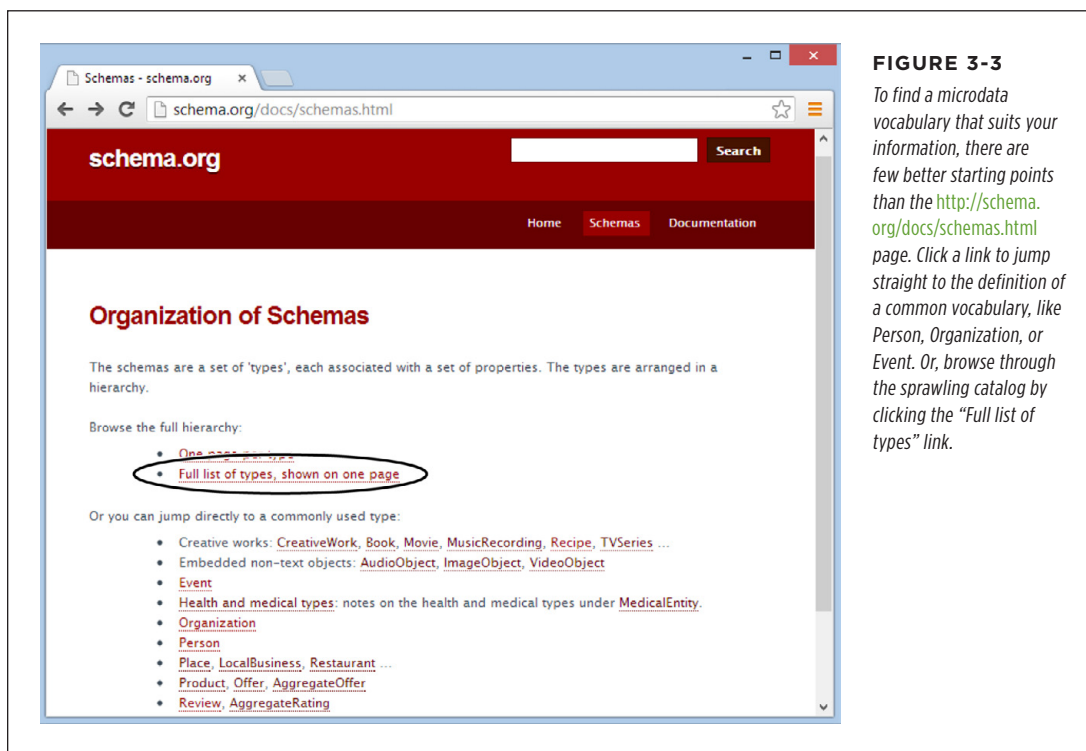 Schemas - schema.org
schema.org/docs/schemas.html
schema.org
Search
Home Schemas Documentation
Organization of Schemas
The schemas are a set of 'types', each associated with a set of properties. The types are arranged in a
hierarchy.
Browse the full hierarchy:
• One page per type
• Full list of types, shown on one page
Or you can jump directly to a commonly used type:
• Creative works: CreativeWork, Book, Movie, MusicRecording, Recipe, TVSeries ...
• Embedded non-text objects: AudioObject, ImageObject, VideoObject
• Event
• Health and medical types: notes on the health and medical types under MedicalEntity.
• Organization
• Person
• Place, LocalBusiness, Restaurant ...
• Product, Offer, AggregateOffer
• Review, AggregateRating
FIGURE 3-3
To find a microdata
vocabulary that suits your
information, there are
few better starting points
than the http://schema.
org/docs/schemas.html
page. Click a link to jump
straight to the definition of
a common vocabulary, like
Person, Organization, or
Event. Or, browse through
the sprawling catalog by
clicking the “Full list of
types” link.